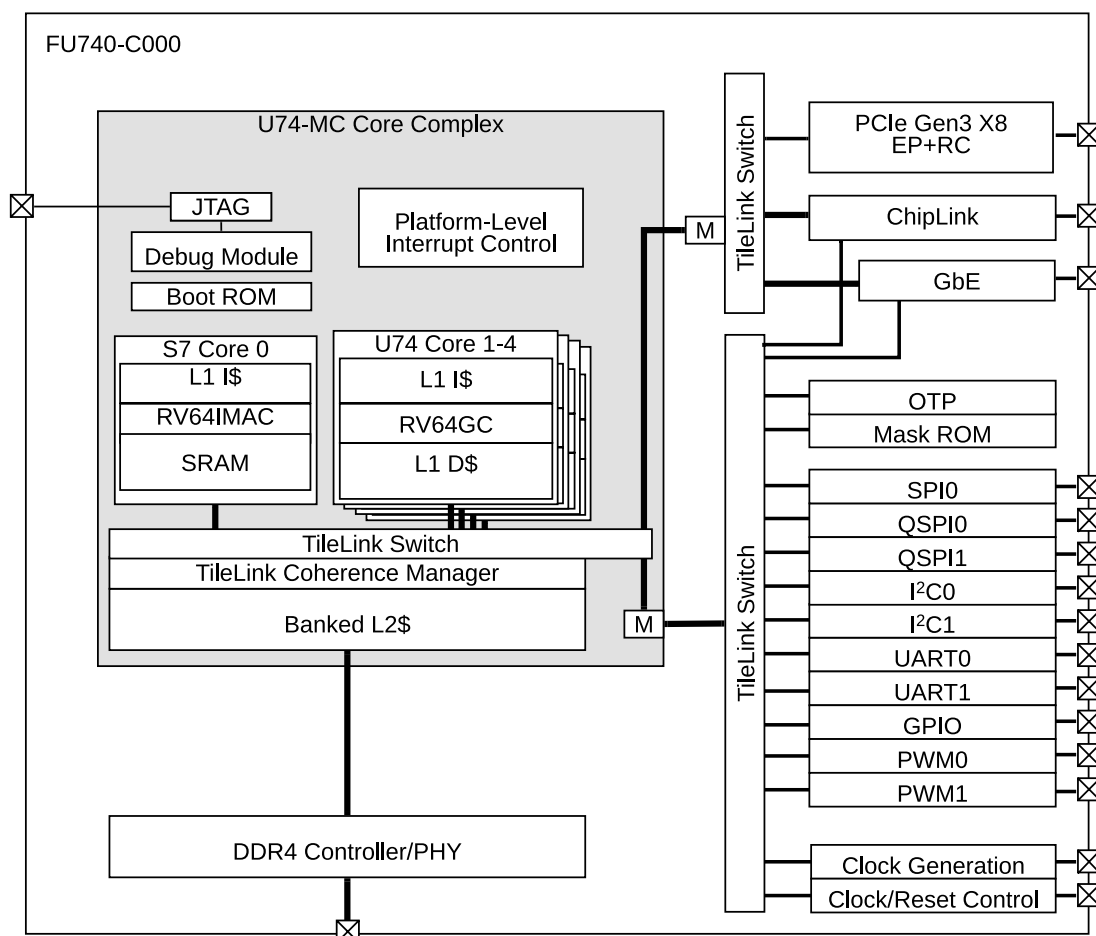 FU740-C000
U74-MC Core Complex
JTAG
Debug Module
Boot ROM
Platform-Level
Interrupt Control
S7 Core 0
L1 I$
RV64IMAC
SRAM
U74 Core 1-4
L1 I$
RV64GC
L1 D$
TileLink Switch
TileLink Coherence Manager
Banked L2$
M
M
DDR4 Controller/PHY
TileLink Switch
TileLink Switch
PCIe Gen3 X8
EP+RC
ChipLink
GbE
OTP
Mask ROM
SPI0
QSPI0
QSPI1
I²C0
I²C1
UART0
UART1
GPIO
PWM0
PWM1
Clock Generation
Clock/Reset Control